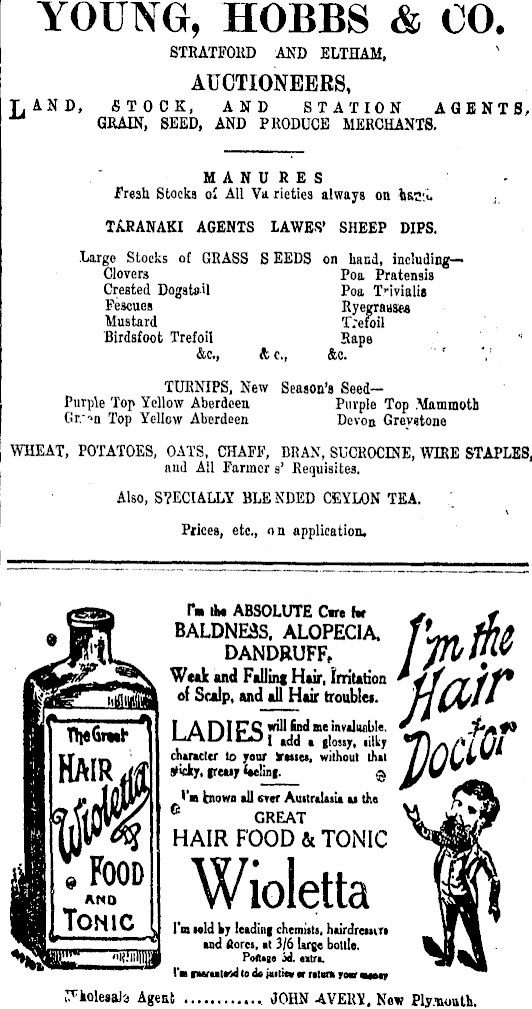 YOUNG, HOBBS & CO.
STRATFORD AND ELTHAM,
AUCTIONEERS,
LAND, STOCK, AND STATION AGENTS,
GRAIN, SEED, AND PRODUCE MERCHANTS.
MANURES
Fresh Stocks of All Varieties always on hand.
TARANAKI AGENTS LAWES' SHEEP DIPS.
Large Stocks of GRASS SEEDS on hand, including—
Clovers Poa Pratensis
Crested Dogstail Poa Trivialis
Fescues Ryegrasses
Mustard Trefoil
Birdsfoot Trefoil Rape
&c., &c., &c.
TURNIPS, New Season's Seed—
Purple Top Yellow Aberdeen Purple Top Mammoth
Green Top Yellow Aberdeen Devon Greystone
WHEAT, POTATOES, OATS, CHAFF, BRAN, SUCROCINE, WIRE STAPLES,
and All Farmers' Requisites.
Also, SPECIALLY BLENDED CEYLON TEA.
Prices, etc., on application.
The Great
HAIR
Wioletta
FOOD
AND
TONIC
I'm the ABSOLUTE Cure for
BALDNESS, ALOPECIA,
DANDRUFF,
Weak and Falling Hair, Irritation
of Scalp, and all Hair troubles.
LADIES will find me invaluable.
I add a glossy, silky
character to your tresses, without that
sticky, greasy feeling.
I'm known all over Australasia as the
GREAT
HAIR FOOD & TONIC
Wioletta
I'm sold by leading chemists, hairdressers
and stores, at 3/6 large bottle.
Postage 3d. extra.
I'm guaranteed to do justice or return your money
I'm the
Hair
Doctor
Wholesale Agent ............ JOHN AVERY, New Plymouth.